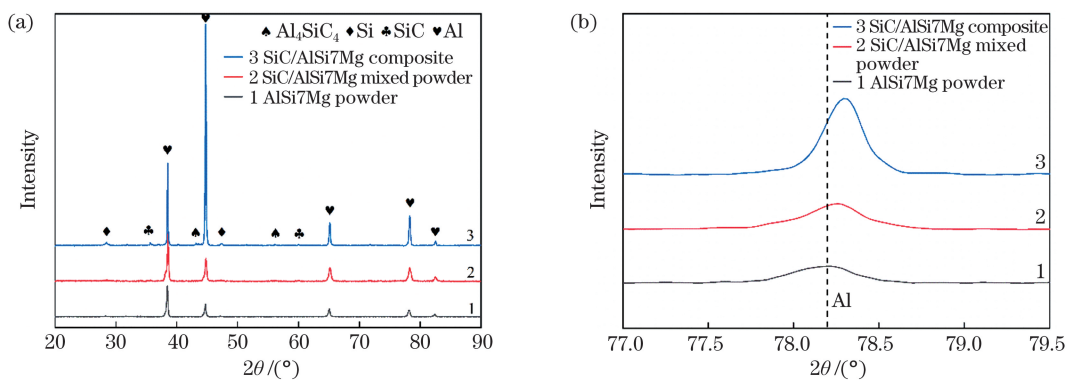 (a)
♠ Al₄SiC₄ ♦ Si ♣ SiC ♥ Al
3 SiC/AlSi7Mg composite
2 SiC/AlSi7Mg mixed powder
1 AlSi7Mg powder
Intensity
3
2
1
20 30 40 50 60 70 80 90
2θ/(°)
(b)
3 SiC/AlSi7Mg composite
2 SiC/AlSi7Mg mixed
powder
1 AlSi7Mg powder
Intensity
3
2
1
Al
77.0 77.5 78.0 78.5 79.0 79.5
2θ/(°)